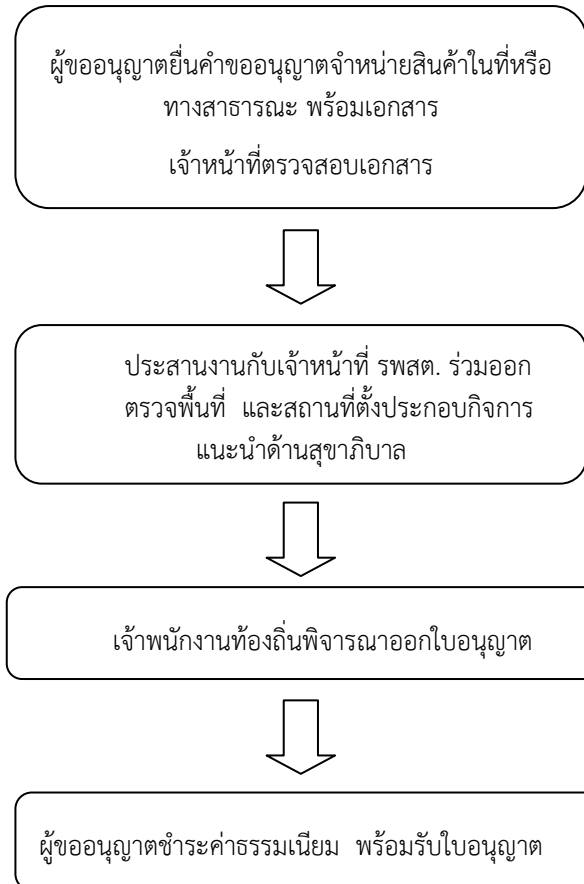 ผู้ขออนุญาตยื่นคำขออนุญาตจำหน่ายสินค้าในที่หรือ
ทางสาธารณะ พร้อมเอกสาร
เจ้าหน้าที่ตรวจสอบเอกสาร
ประสานงานกับเจ้าหน้าที่ รพสต. ร่วมออก
ตรวจพื้นที่ และสถานที่ตั้งประกอบกิจการ
แนะนำด้านสุขาภิบาล
เจ้าพนักงานท้องถิ่นพิจารณาออกใบอนุญาต
ผู้ขออนุญาตชำระค่าธรรมเนียม พร้อมรับใบอนุญาต